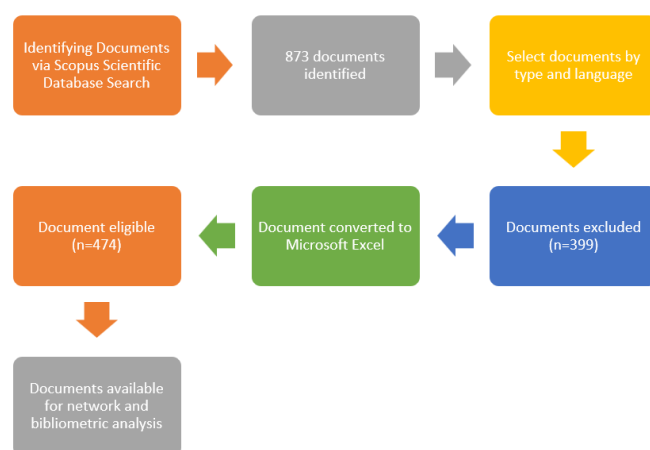 Identifying Documents
via Scopus Scientific
Database Search
873 documents
identified
Select documents by
type and language
Documents excluded
(n=399)
Document converted to
Microsoft Excel
Document eligible
(n=474)
Documents available
for network and
bibliometric analysis